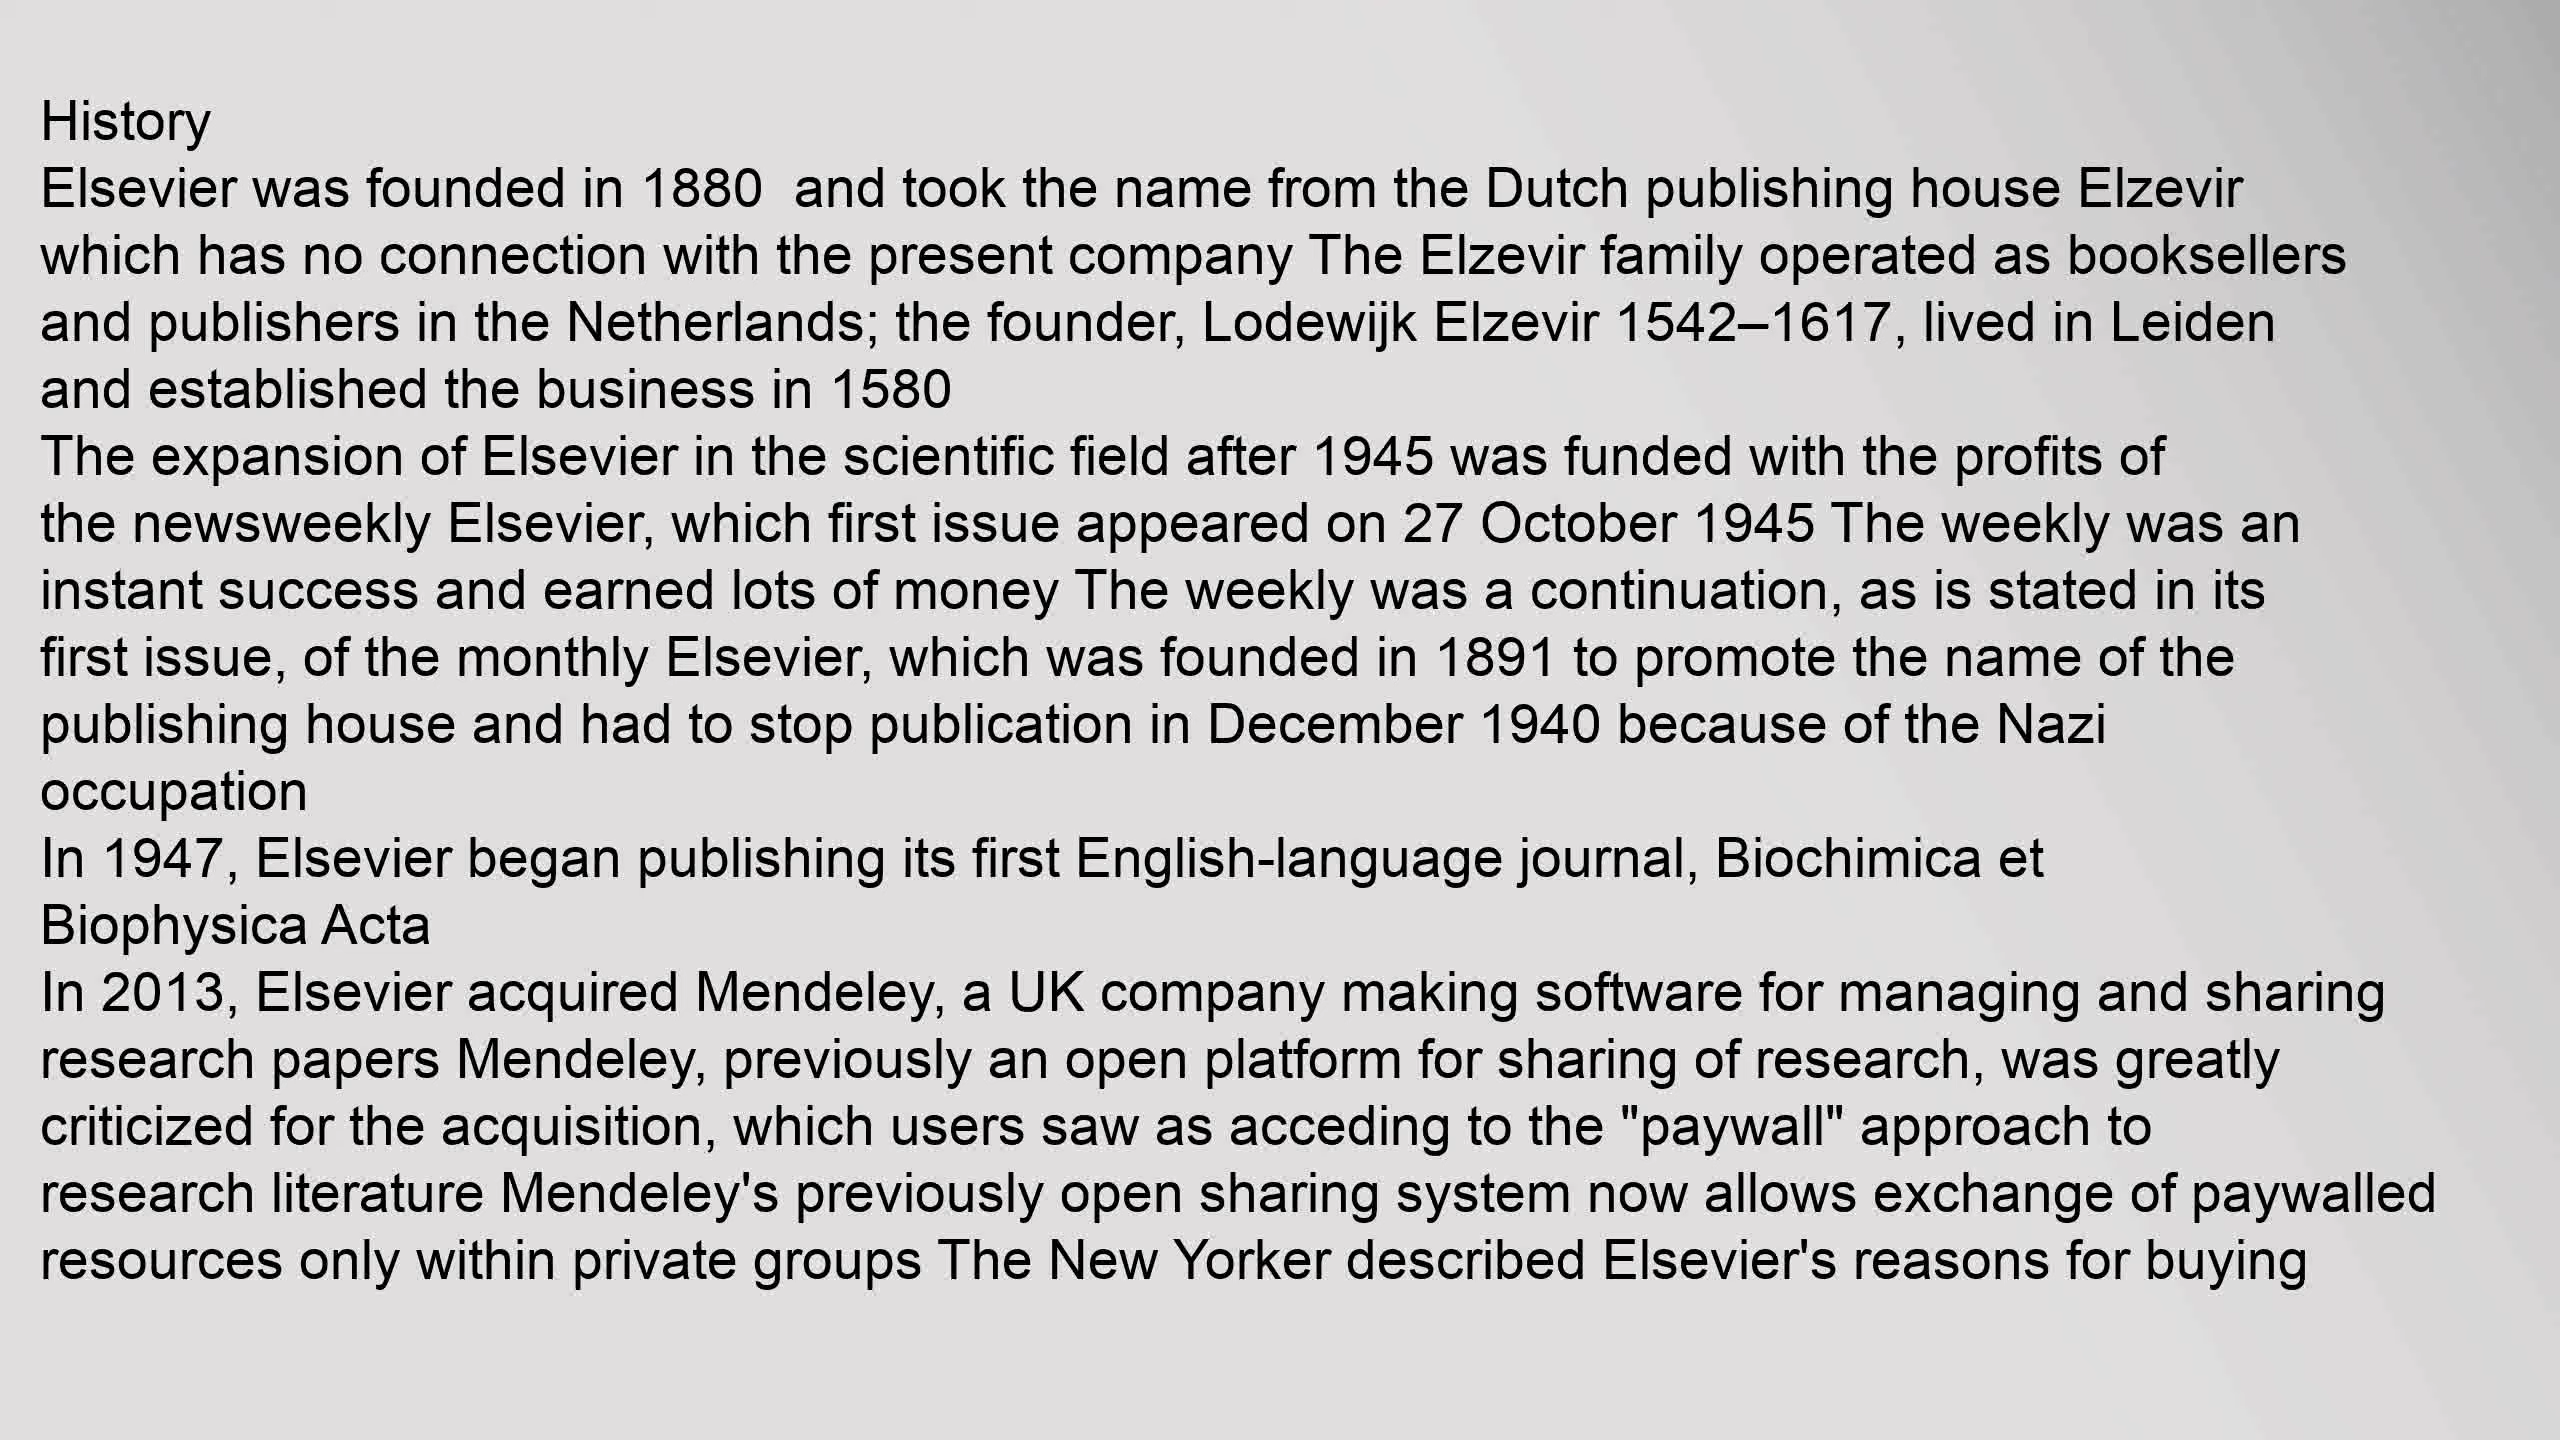 History
Elsevier was founded in 1880  and took the name from the Dutch publishing house Elzevir
which has no connection with the present company The Elzevir family operated as booksellers
and publishers in the Netherlands; the founder, Lodewijk Elzevir 1542–1617, lived in Leiden
and established the business in 1580
The expansion of Elsevier in the scientific field after 1945 was funded with the profits of
the newsweekly Elsevier, which first issue appeared on 27 October 1945 The weekly was an
instant success and earned lots of money The weekly was a continuation, as is stated in its
first issue, of the monthly Elsevier, which was founded in 1891 to promote the name of the
publishing house and had to stop publication in December 1940 because of the Nazi
occupation
In 1947, Elsevier began publishing its first English-language journal, Biochimica et
Biophysica Acta
In 2013, Elsevier acquired Mendeley, a UK company making software for managing and sharing
research papers Mendeley, previously an open platform for sharing of research, was greatly
criticized for the acquisition, which users saw as acceding to the "paywall" approach to
research literature Mendeley's previously open sharing system now allows exchange of paywalled
resources only within private groups The New Yorker described Elsevier's reasons for buying